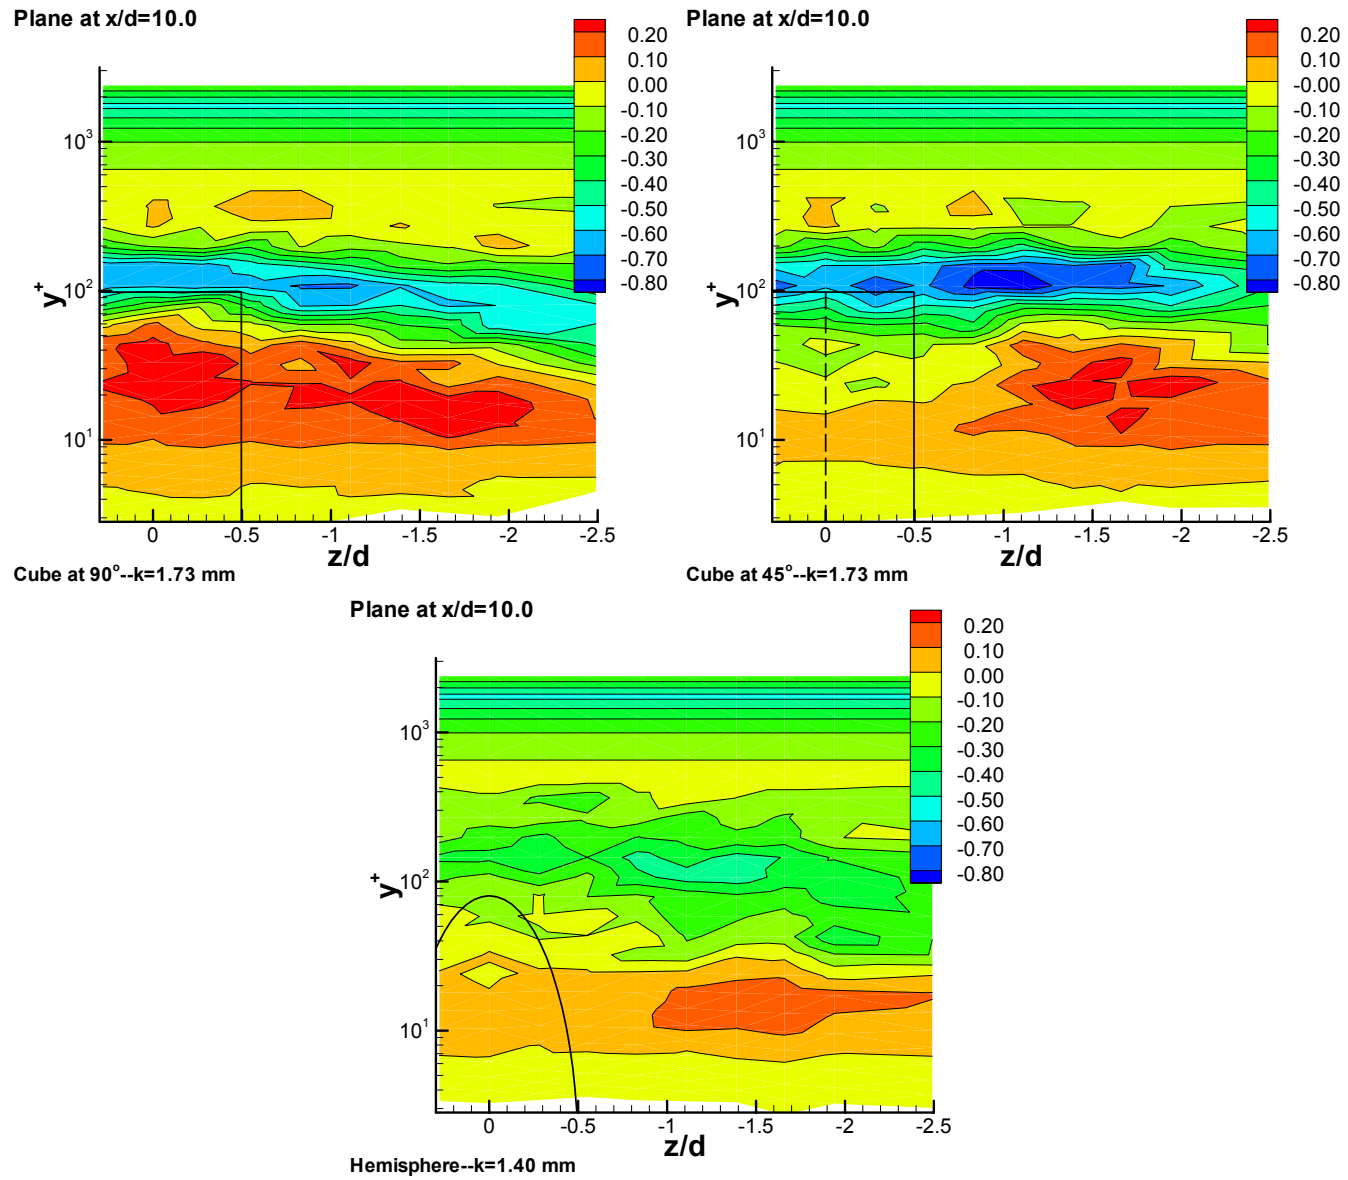 Plane at x/d=10.0
0.20
0.10
0.00
-0.10
-0.20
-0.30
-0.40
-0.50
-0.60
-0.70
-0.80
10³
10²
10¹
y⁺
0 -0.5 -1 -1.5 -2 -2.5
z/d
Cube at 90°--k=1.73 mm
Plane at x/d=10.0
0.20
0.10
0.00
-0.10
-0.20
-0.30
-0.40
-0.50
-0.60
-0.70
-0.80
10³
10²
10¹
y⁺
0 -0.5 -1 -1.5 -2 -2.5
z/d
Cube at 45°--k=1.73 mm
Plane at x/d=10.0
0.20
0.10
0.00
-0.10
-0.20
-0.30
-0.40
-0.50
-0.60
-0.70
-0.80
10³
10²
10¹
y⁺
0 -0.5 -1 -1.5 -2 -2.5
z/d
Hemisphere--k=1.40 mm